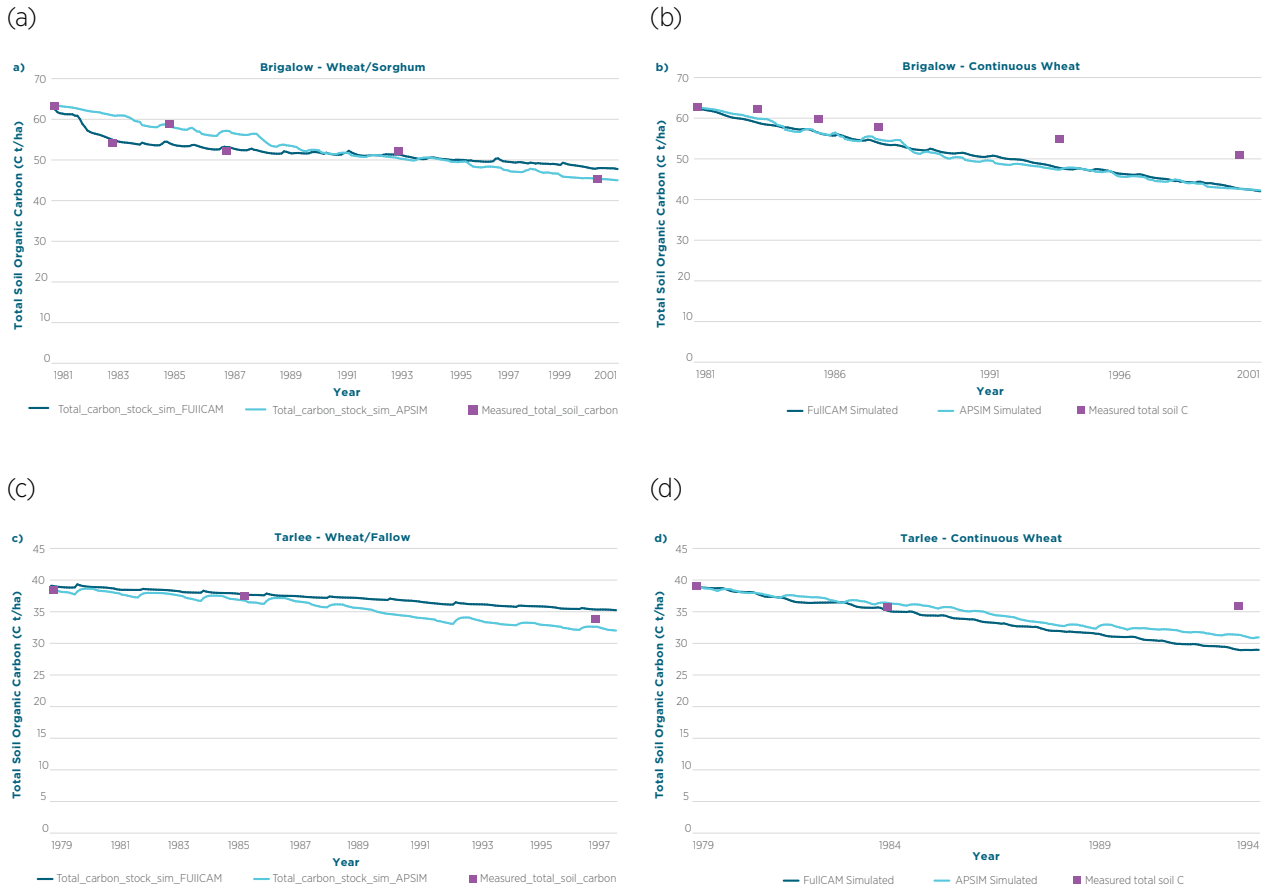 (a)
a) Brigalow - Wheat/Sorghum
Total Soil Organic Carbon (C t/ha)
70
60
50
40
30
20
10
0
1981 1983 1985 1987 1989 1991 1993 1995 1997 1999 2001
Year
Total_carbon_stock_sim_FUllCAM Total_carbon_stock_sim_APSIM Measured_total_soil_carbon
(b)
b) Brigalow - Continuous Wheat
Total Soil Organic Carbon (C t/ha)
70
60
50
40
30
20
10
0
1981 1986 1991 1996 2001
Year
FullCAM Simulated APSIM Simulated Measured total soil C
(c)
c) Tarlee - Wheat/Fallow
Total Soil Organic Carbon (C t/ha)
45
40
35
30
25
20
15
10
5
0
1979 1981 1983 1985 1987 1989 1991 1993 1995 1997
Year
Total_carbon_stock_sim_FUllCAM Total_carbon_stock_sim_APSIM Measured_total_soil_carbon
(d)
d) Tarlee - Continuous Wheat
Total Soil Organic Carbon (C t/ha)
45
40
35
30
25
20
15
10
5
0
1979 1984 1989 1994
Year
FullCAM Simulated APSIM Simulated Measured total soil C